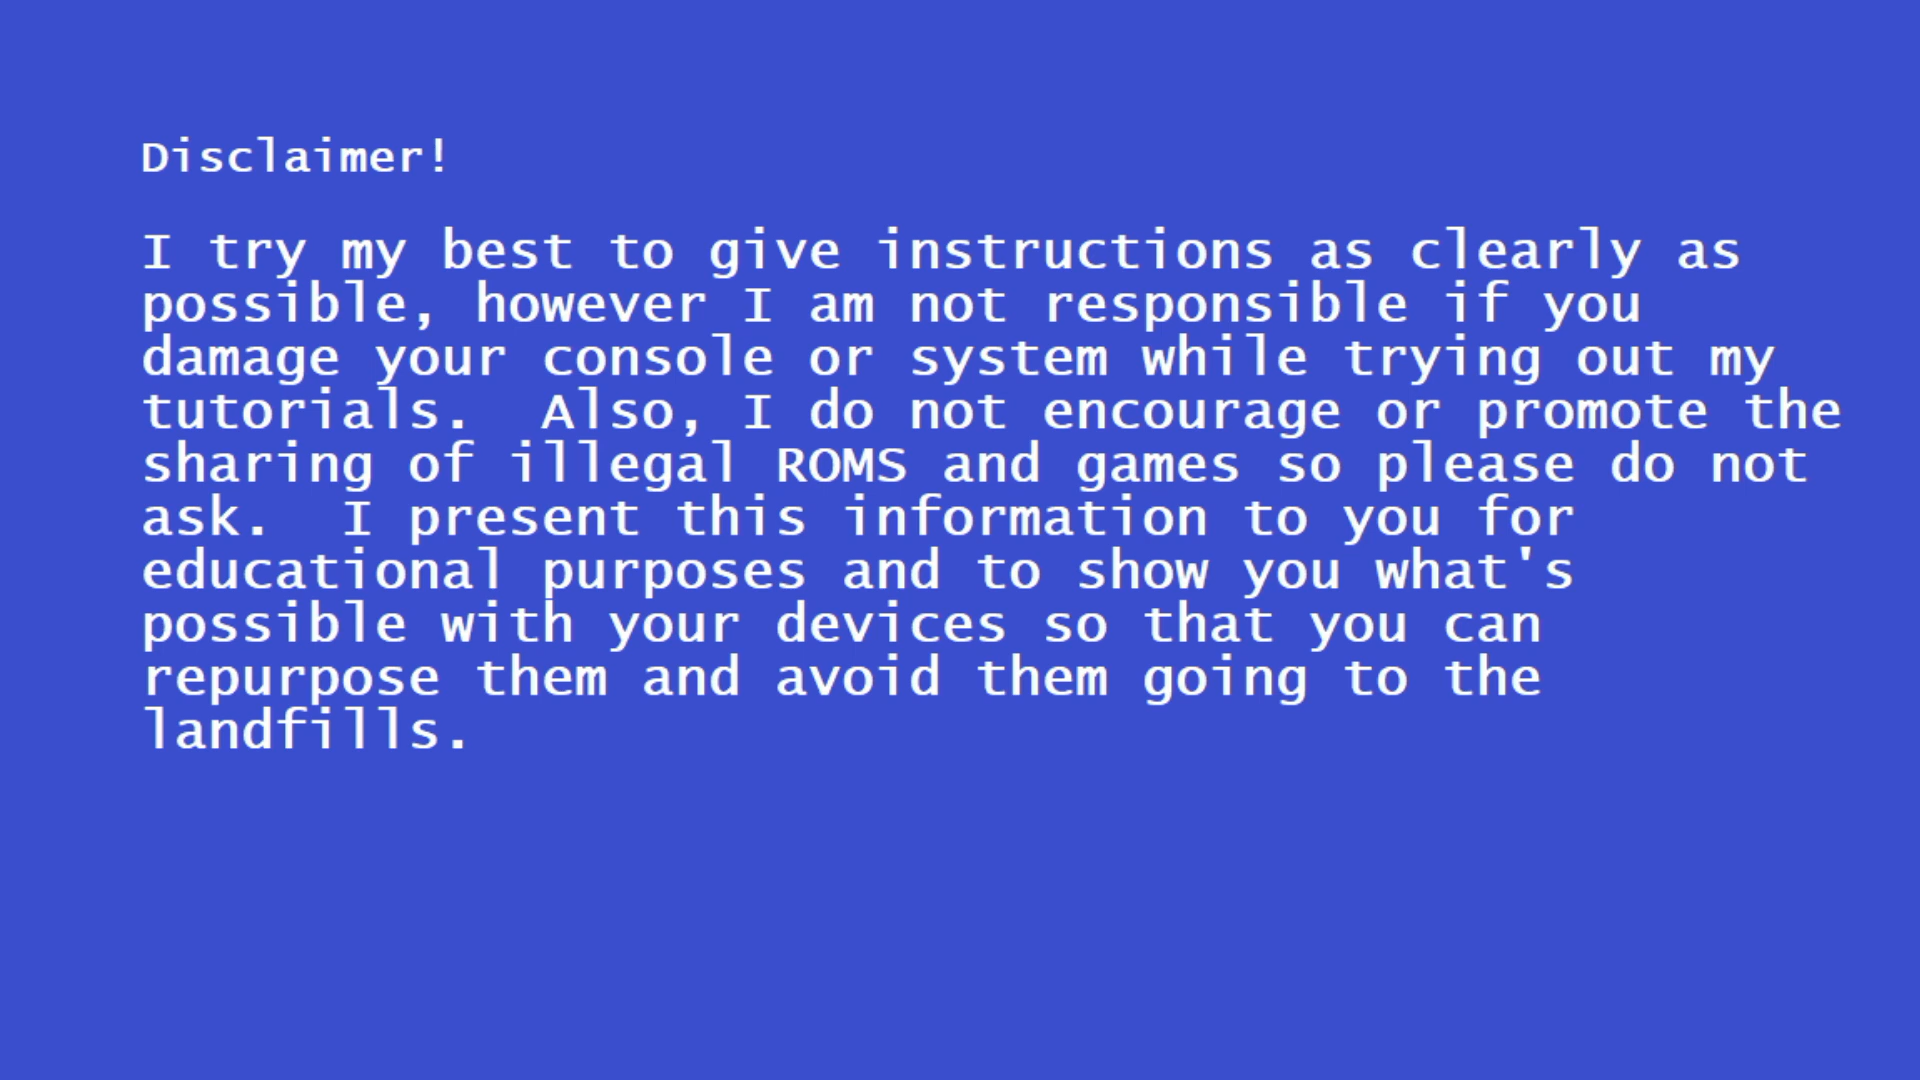 Disclaimer!
I try my best to give instructions as clearly as
possible, however I am not responsible if you
damage your console or system while trying out my
tutorials.  Also, I do not encourage or promote the
sharing of illegal ROMS and games so please do not
ask.  I present this information to you for
educational purposes and to show you what's
possible with your devices so that you can
repurpose them and avoid them going to the
landfills.